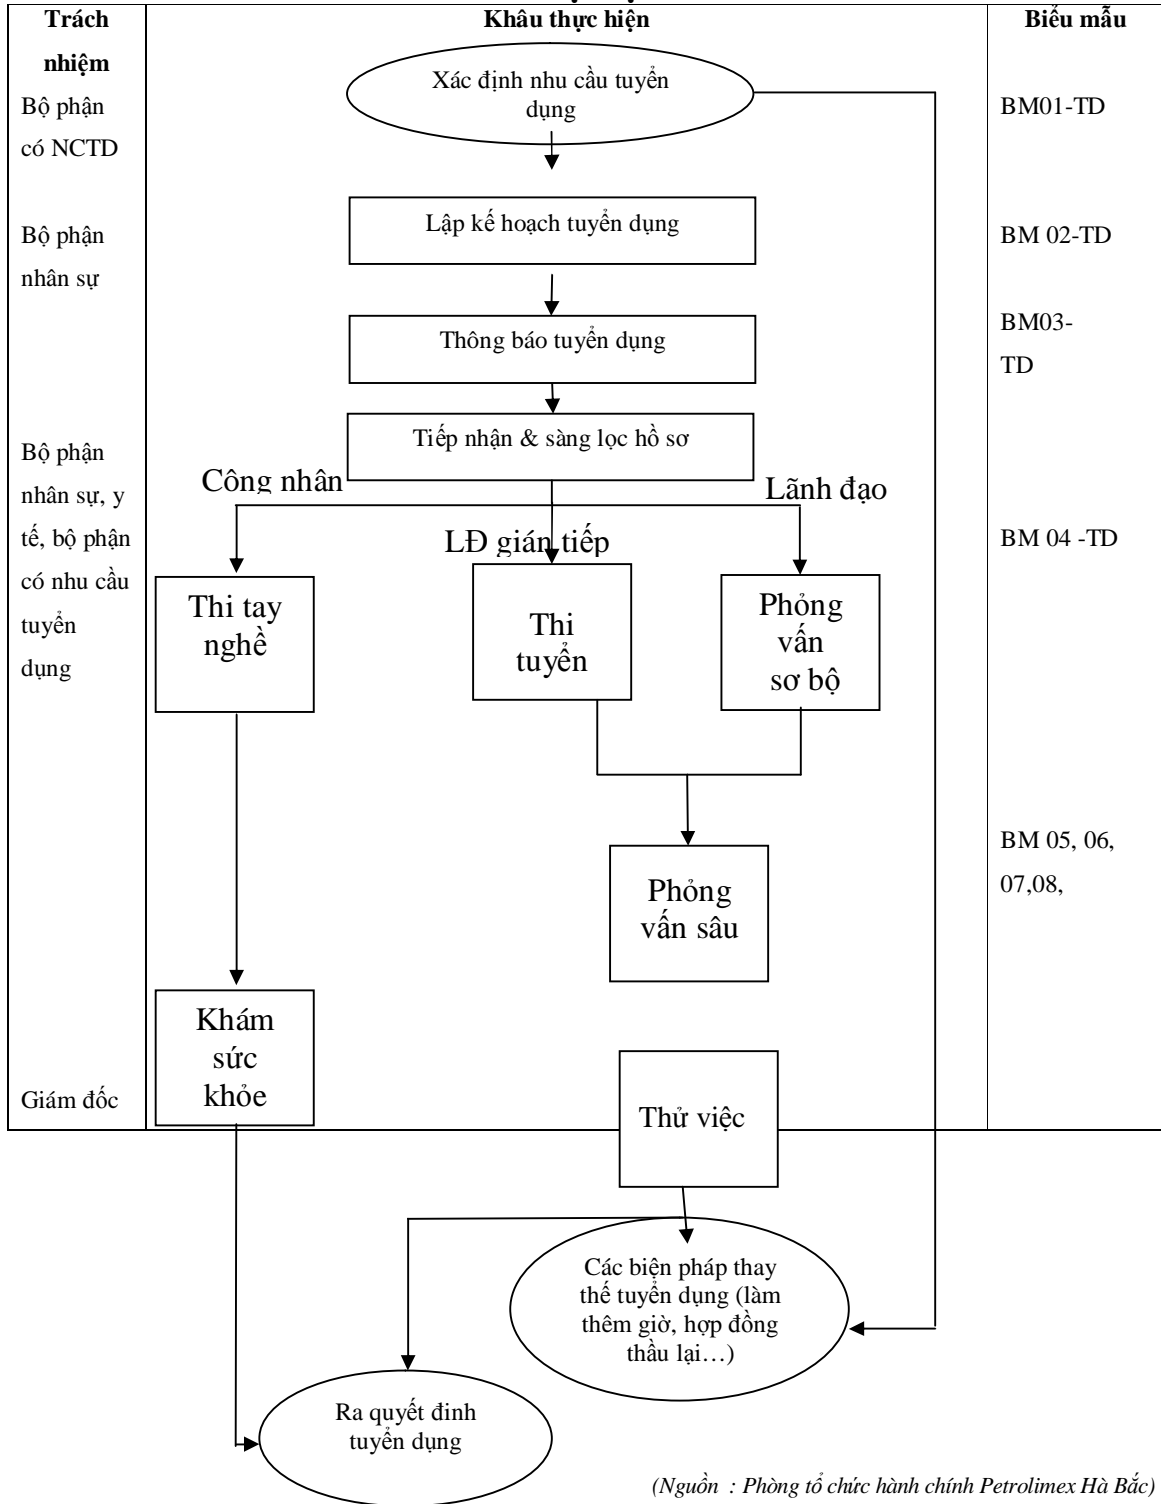 Trách
nhiệm
Khâu thực hiện
Biểu mẫu
Bộ phận
có NCTD
Xác định nhu cầu tuyển
dụng
BM01-TD
Bộ phận
nhân sự
Lập kế hoạch tuyển dụng
BM 02-TD
Thông báo tuyển dụng
BM03-
TD
Tiếp nhận & sàng lọc hồ sơ
Bộ phận
nhân sự, y
tế, bộ phận
có nhu cầu
tuyển
dụng
Công nhân
LĐ gián tiếp
Lãnh đạo
BM 04 -TD
Thi tay
nghề
Thi
tuyển
Phỏng
vấn
sơ bộ
Phỏng
vấn sâu
BM 05, 06,
07,08,
Khám
sức
khỏe
Giám đốc
Thử việc
Các biện pháp thay
thế tuyển dụng (làm
thêm giờ, hợp đồng
thầu lại…)
Ra quyết đinh
tuyển dụng
(Nguồn : Phòng tổ chức hành chính Petrolimex Hà Bắc)